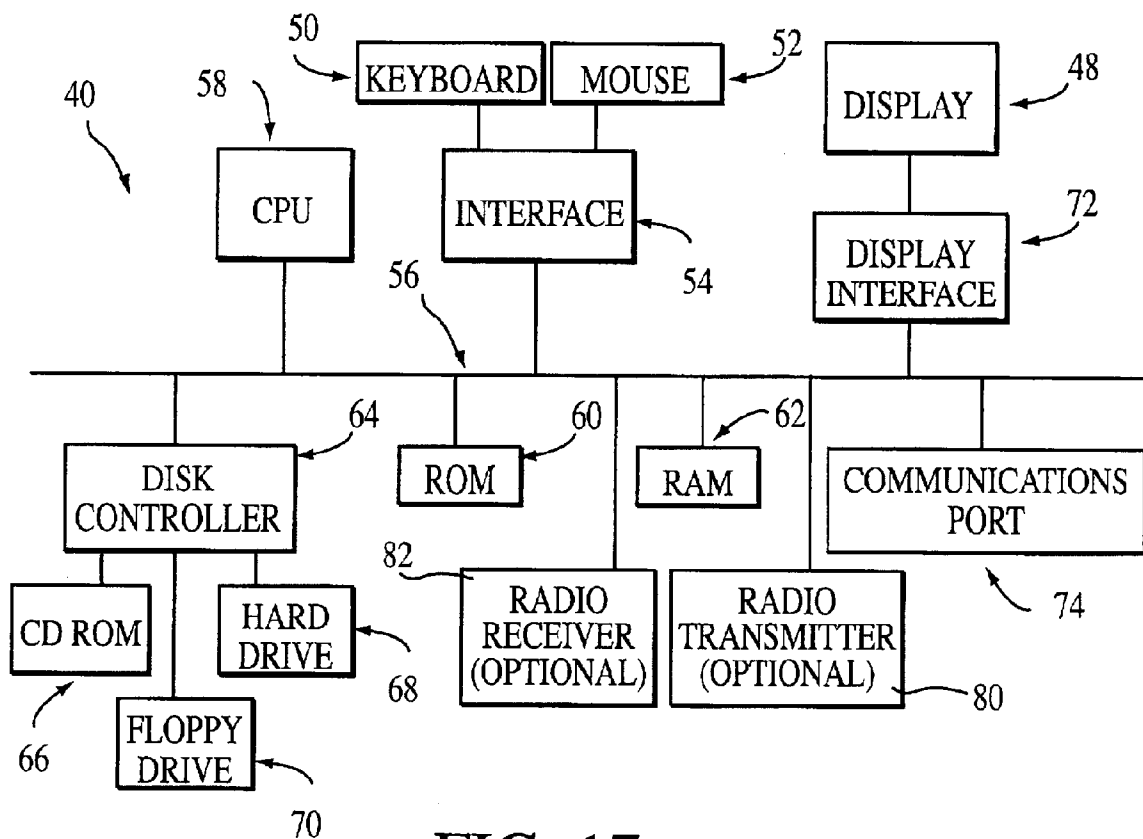 50
KEYBOARD
MOUSE
52
58
40
DISPLAY
48
CPU
INTERFACE
54
72
DISPLAY
INTERFACE
56
64
DISK
CONTROLLER
60
ROM
62
RAM
COMMUNICATIONS
PORT
74
82
RADIO
RECEIVER
(OPTIONAL)
RADIO
TRANSMITTER
(OPTIONAL)
80
CD ROM
66
HARD
DRIVE
68
FLOPPY
DRIVE
70